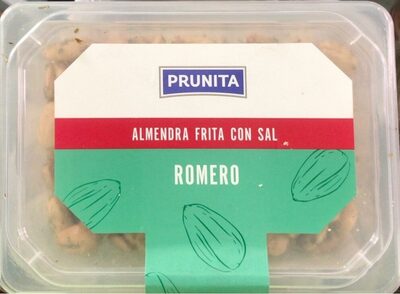 PRUNITA
ALMENDRA FRITA CON SAL
ROMERO